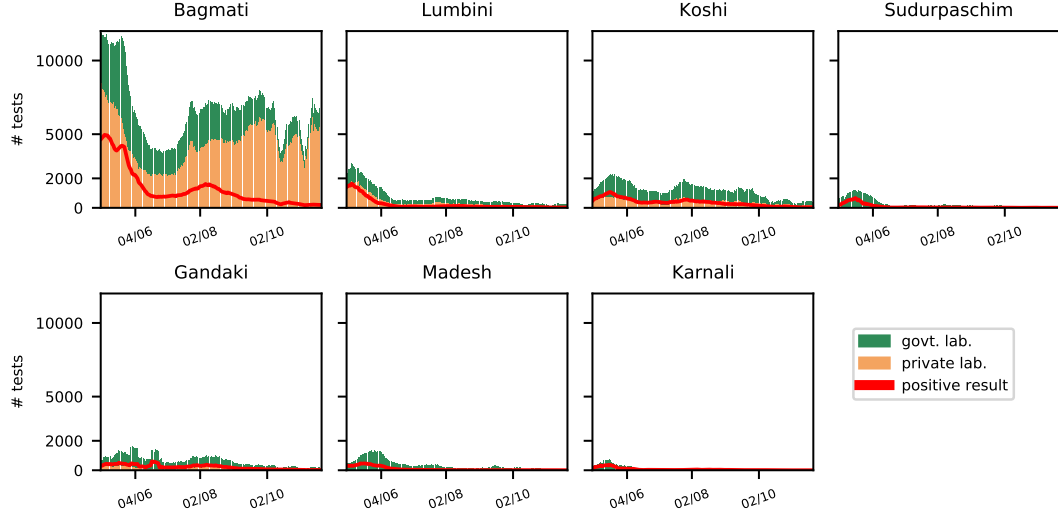 Bagmati Lumbini Koshi Sudurpaschim
# tests
10000
5000
2000
0
04/06 02/08 02/10 04/06 02/08 02/10 04/06 02/08 02/10 04/06 02/08 02/10
Gandaki Madesh Karnali
# tests
10000
5000
2000
0
04/06 02/08 02/10 04/06 02/08 02/10 04/06 02/08 02/10
govt. lab.
private lab.
positive result